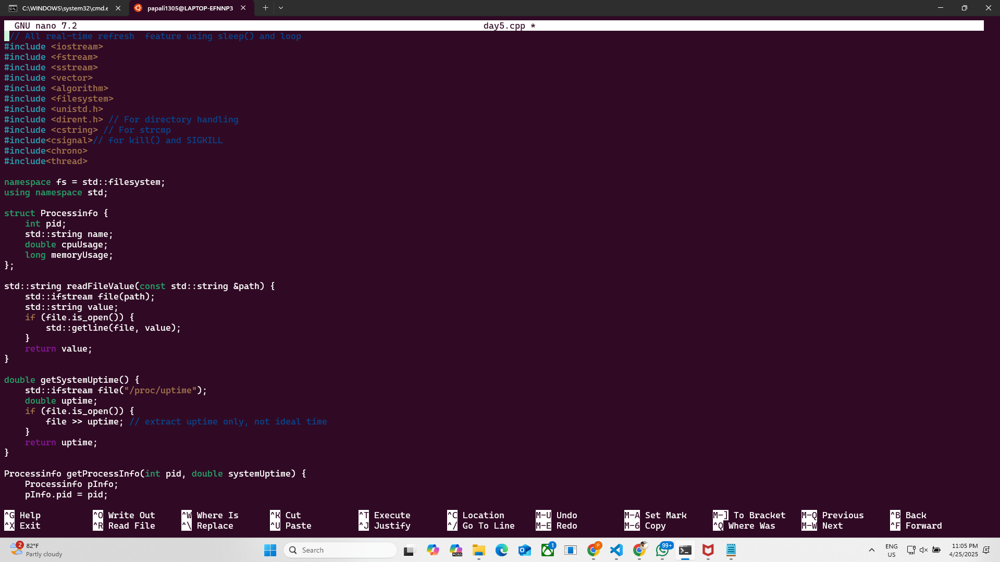 C:\WINDOWS\system32\cmd.e
papali1305@LAPTOP-EFNNP3
GNU nano 7.2 day5.cpp *
// All real-time refresh  feature using sleep() and loop
#include <iostream>
#include <fstream>
#include <sstream>
#include <vector>
#include <algorithm>
#include <filesystem>
#include <unistd.h>
#include <dirent.h> // For directory handling
#include <cstring> // For strcmp
#include<csignal>// for kill() and SIGKILL
#include<chrono>
#include<thread>
namespace fs = std::filesystem;
using namespace std;
struct Processinfo {
    int pid;
    std::string name;
    double cpuUsage;
    long memoryUsage;
};
std::string readFileValue(const std::string &path) {
    std::ifstream file(path);
    std::string value;
    if (file.is_open()) {
        std::getline(file, value);
    }
    return value;
}
double getSystemUptime() {
    std::ifstream file("/proc/uptime");
    double uptime;
    if (file.is_open()) {
        file >> uptime; // extract uptime only, not ideal time
    }
    return uptime;
}
Processinfo getProcessInfo(int pid, double systemUptime) {
    Processinfo pInfo;
    pInfo.pid = pid;
^G Help ^O Write Out ^W Where Is ^K Cut ^T Execute ^C Location M-U Undo M-A Set Mark M-] To Bracket M-Q Previous ^B Back
^X Exit ^R Read File ^\ Replace ^U Paste ^J Justify ^/ Go To Line M-E Redo M-6 Copy ^Q Where Was M-W Next ^F Forward
2
82°F
Partly cloudy
Search
M365
1
P
99+
ENG
US
11:05 PM
4/25/2025